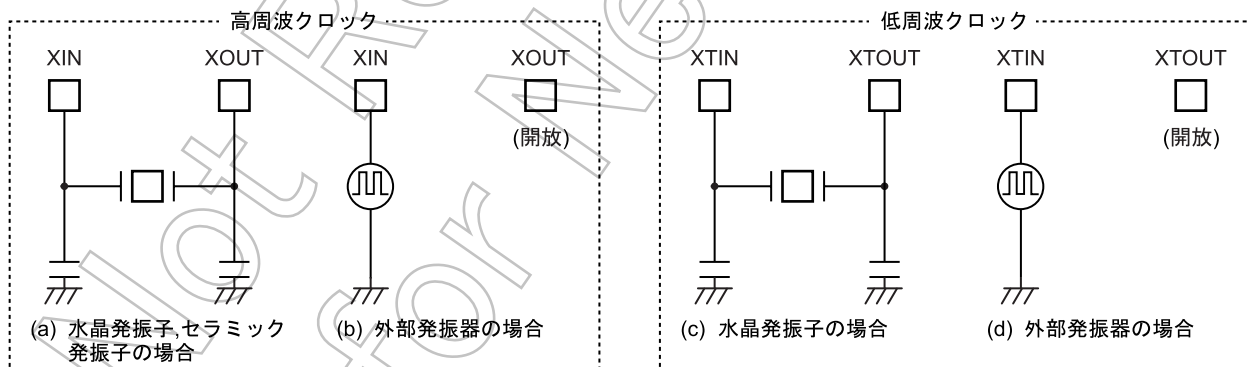 高周波クロック
低周波クロック
XIN
XOUT
XIN
XOUT
(開放)
XTIN
XTOUT
XTIN
XTOUT
(開放)
(a) 水晶発振子,セラミック
発振子の場合
(b) 外部発振器の場合
(c) 水晶発振子の場合
(d) 外部発振器の場合
Not R
for Ne